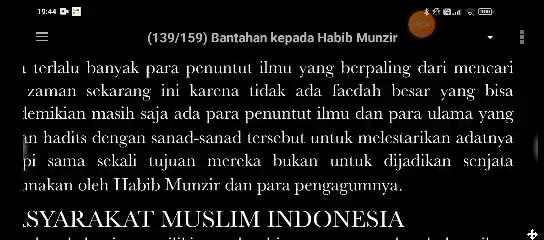 19:44
(139/159) Bantahan kepada Habib Munzir
terlalu banyak para penuntut ilmu yang berpaling dari mencari
zaman sekarang ini karena tidak ada faedah besar yang bisa
demikian masih saja ada para penuntut ilmu dan para ulama yang
hadits dengan sanad-sanad tersebut untuk melestarikan adatnya
pi sama sekali tujuan mereka bukan untuk dijadikan senjata
makan oleh Habib Munzir dan para pengagumnya.
SYARAKAT MUSLIM INDONESIA